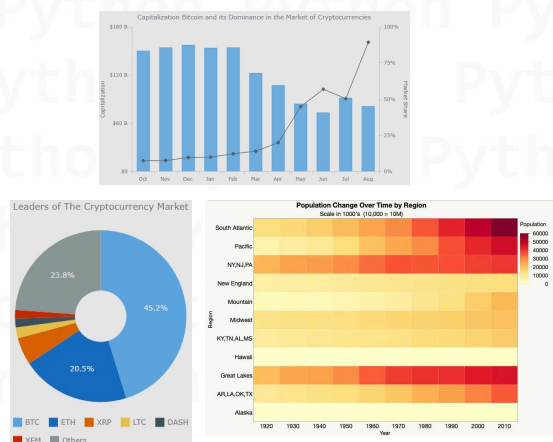 Capitalization Bitcoin and its Dominance in the Market of Cryptocurrencies
$180 B
$120 B
$60 B
$0
Capitalization
100%
75%
50%
25%
0%
Market Share
Oct Nov Dec Jan Feb Mar Apr May Jun Jul Aug
Leaders of The Cryptocurrency Market
23.8%
45.2%
20.5%
BTC ETH XRP LTC DASH
XEM Others
Population Change Over Time by Region
Scale in 1000's (10,000 = 10M)
South Atlantic
Pacific
NY,NJ,PA
New England
Mountain
Midwest
KY,TN,AL,MS
Hawaii
Great Lakes
AR,LA,OK,TX
Alaska
Region
1920 1930 1940 1950 1960 1970 1980 1990 2000 2010
Year
Population
60000
50000
40000
30000
20000
10000
0